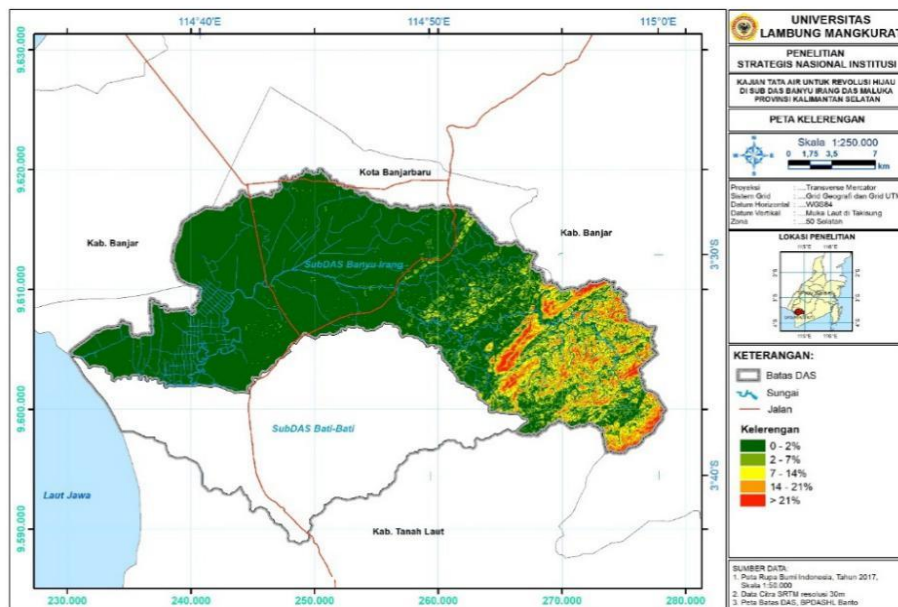 114°40'E
114°50'E
115°0'E
9.630.000
9.620.000
9.610.000
9.600.000
9.590.000
230.000
240.000
250.000
260.000
270.000
280.000
3°30'S
3°40'S
Kota Banjarbaru
Kab. Banjar
Kab. Banjar
SubDAS Banyu Irang
SubDAS Bati-Bati
Laut Jawa
Kab. Tanah Laut
UNIVERSITAS
LAMBUNG MANGKURAT
PENELITIAN
STRATEGIS NASIONAL INSTITUSI
KAJIAN TATA AIR UNTUK REVOLUSI HIJAU
DI SUB DAS BANYU IRANG DAS MALUKA
PROVINSI KALIMANTAN SELATAN
PETA KELERENGAN
Skala 1:250.000
0 1,75 3,5 7
km
Proyeksi : ....Transverse Mercator
Sistem Grid : ....Grid Geografi dan Grid UTM
Datum Horizontal : ....WGS84
Datum Vertikal : ....Muka Laut di Takisung
Zona : ....50 Selatan
LOKASI PENELITIAN
KETERANGAN:
Batas DAS
Sungai
Jalan
Kelerengan
0 - 2%
2 - 7%
7 - 14%
14 - 21%
> 21%
SUMBER DATA:
1. Peta Rupa Bumi Indonesia, Tahun 2017,
Skala 1:50.000
2. Data Citra SRTM resolusi 30m
3. Peta Batas DAS, BPDASHL Barito